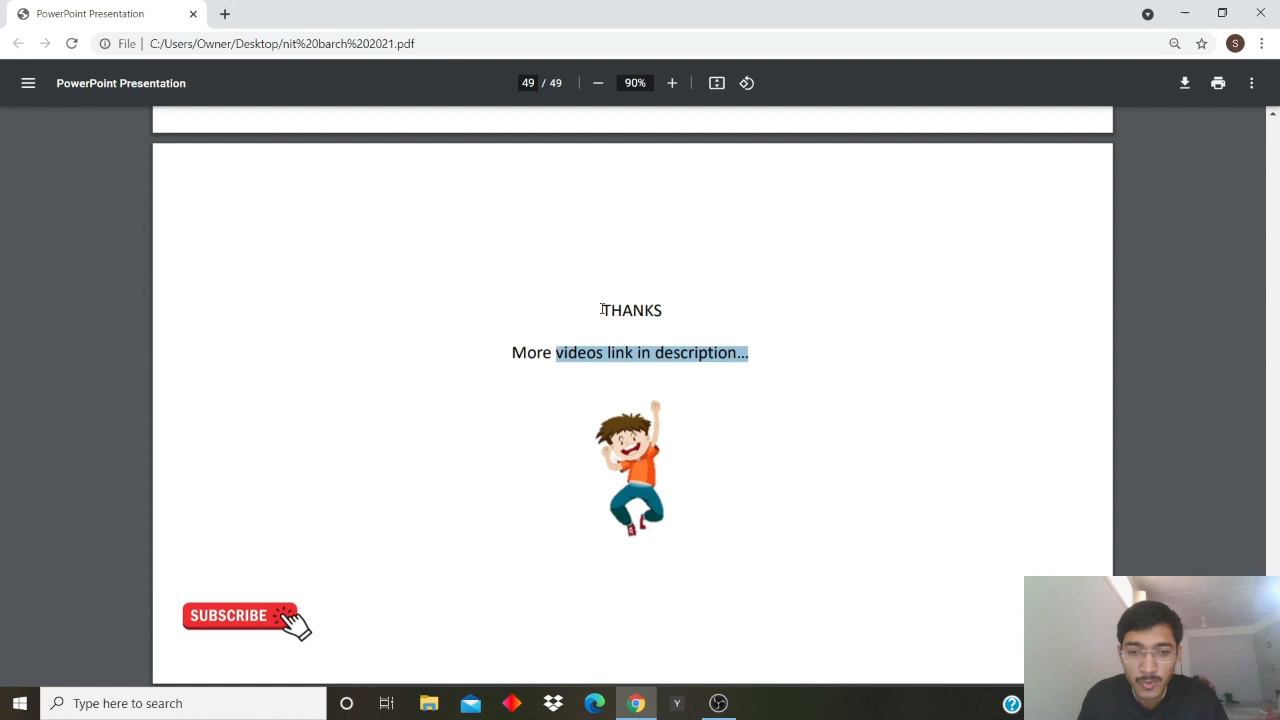 PowerPoint Presentation
File | C:/Users/Owner/Desktop/nit%20barch%202021.pdf
S
PowerPoint Presentation
49 / 49
90%
THANKS
More videos link in description...
SUBSCRIBE
Type here to search
Y